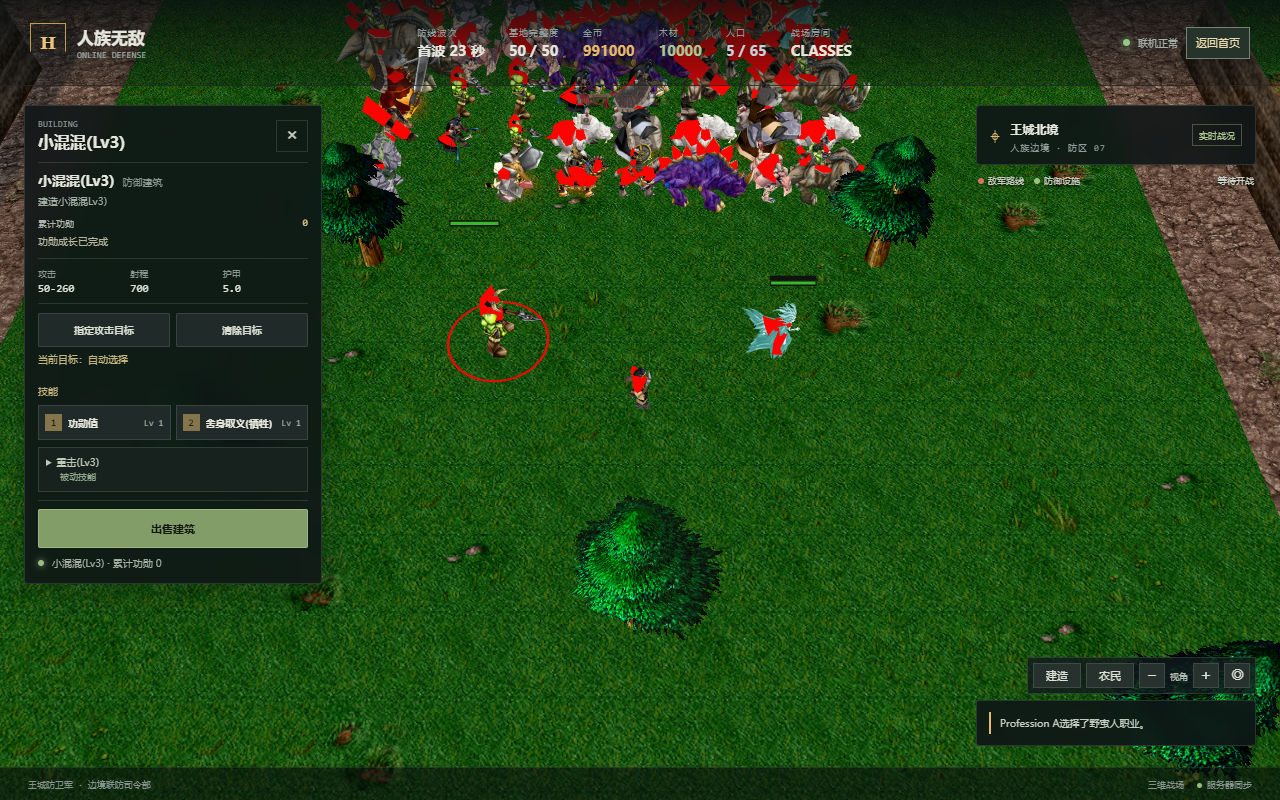 H
人族无敌
ONLINE DEFENSE
防线波次
首波 23 秒
基地完整度
50 / 50
金币
991000
木材
10000
人口
5 / 65
战场房间
CLASSES
联机正常
返回首页
BUILDING
小混混(Lv3)
×
小混混(Lv3) 防御建筑
建造小混混Lv3)
累计功勋 0
功勋成长已完成
攻击 射程 护甲
50-260 700 5.0
指定攻击目标 清除目标
当前目标：自动选择
技能
1 功勋值 Lv 1 2 舍身取义(牺牲) Lv 1
重击(Lv3)
被动技能
出售建筑
小混混(Lv3) · 累计功勋 0
王城北境
人族边境 · 防区 07
实时战况
敌军路线 防御设施 等待开战
建造 农民 − 视角 +
Profession A选择了野蛮人职业。
王城防卫军 · 边境联防司令部
三维战场 服务器同步